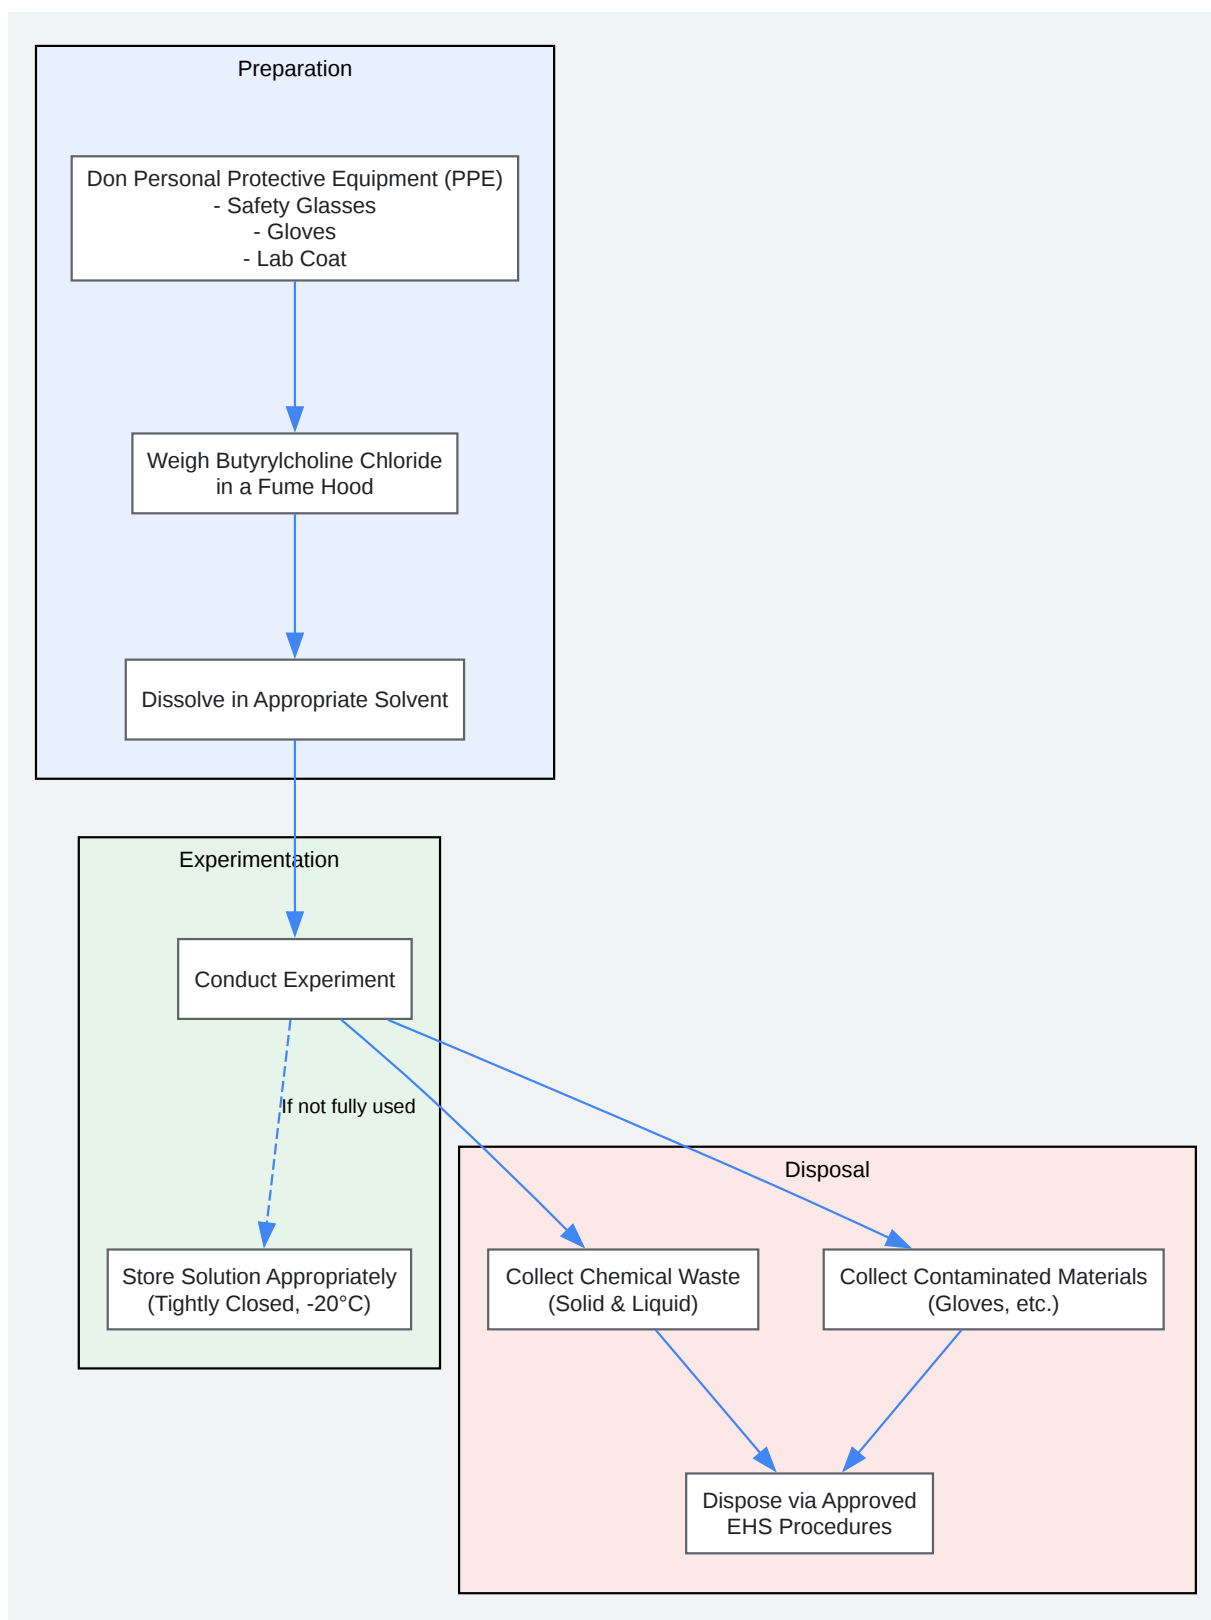 Preparation
Don Personal Protective Equipment (PPE)
- Safety Glasses
- Gloves
- Lab Coat
Weigh Butyrylcholine Chloride
in a Fume Hood
Dissolve in Appropriate Solvent
Experimentation
Conduct Experiment
If not fully used
Disposal
Store Solution Appropriately
(Tightly Closed, -20°C)
Collect Chemical Waste
(Solid & Liquid)
Collect Contaminated Materials
(Gloves, etc.)
Dispose via Approved
EHS Procedures